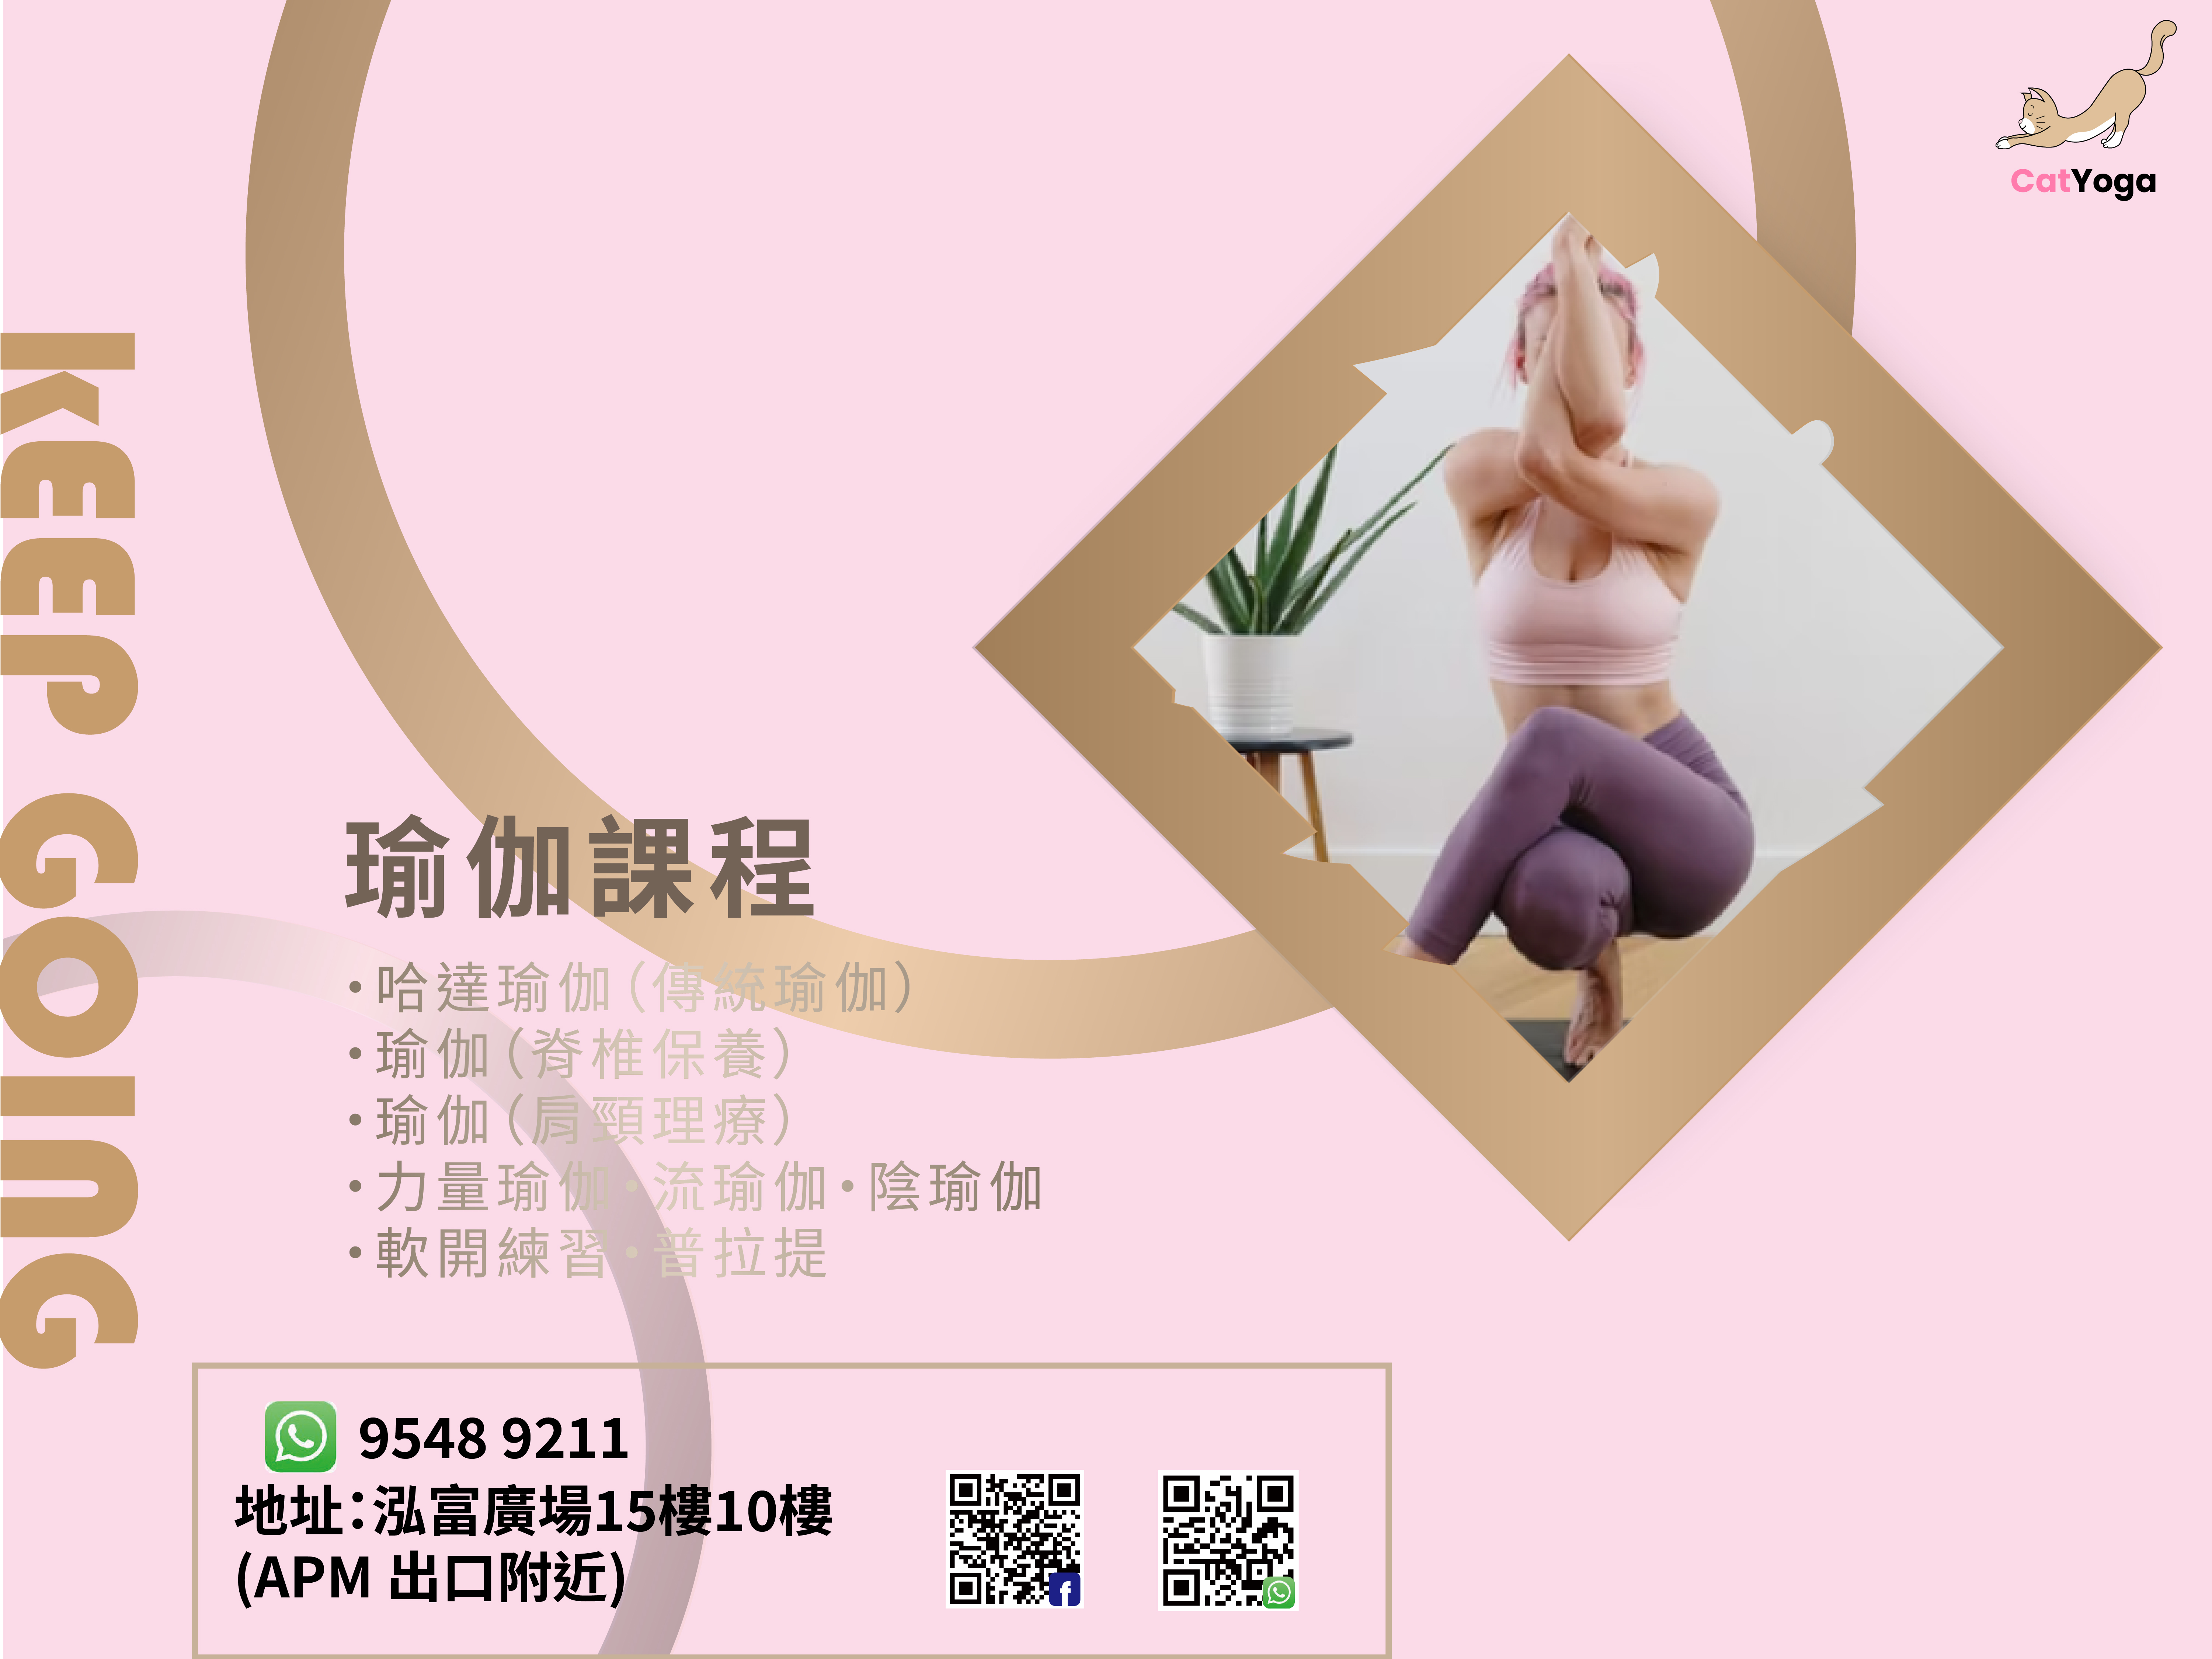 CatYoga
KEEP GOING
瑜伽課程
•哈達瑜伽(傳統瑜伽)
•瑜伽(脊椎保養)
•瑜伽(肩頸理療)
•力量瑜伽•流瑜伽•陰瑜伽
•軟開練習•普拉提
9548 9211
地址:泓富廣場15樓10樓
(APM 出口附近)